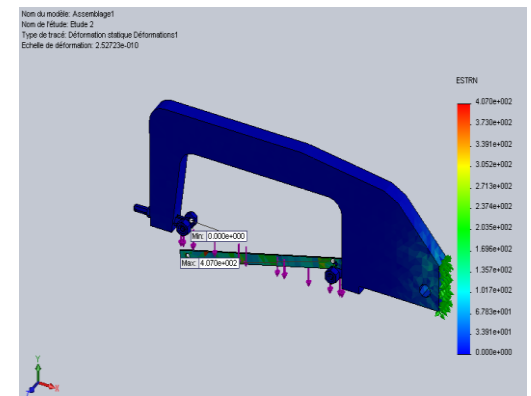 Nom du modèle: Assemblage1
Nom de l'étude: Etude 2
Type de tracé: Déformation statique Déformations1
Echelle de déformation: 2.52723e-010
ESTRN
4.070e+002
3.730e+002
3.391e+002
3.052e+002
2.713e+002
2.374e+002
2.035e+002
1.696e+002
1.357e+002
1.017e+002
6.783e+001
3.391e+001
0.000e+000
Min: 0.000e+000
Max: 4.070e+002
Y
X
Z